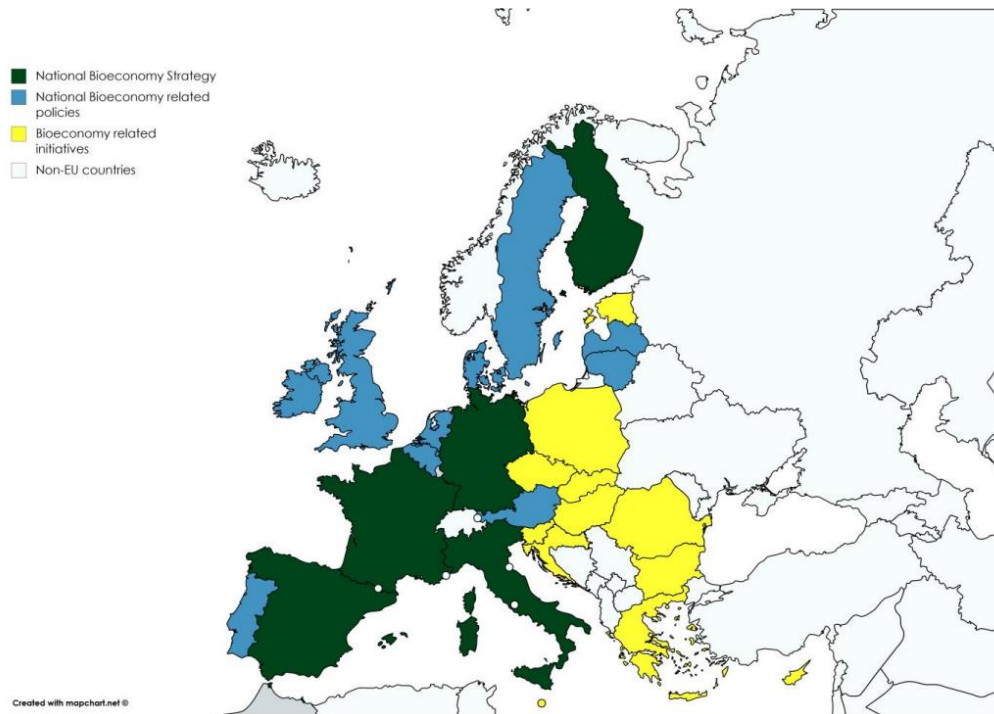 National Bioeconomy Strategy
National Bioeconomy related
policies
Bioeconomy related
initiatives
Non-EU countries
Created with mapchart.net ©